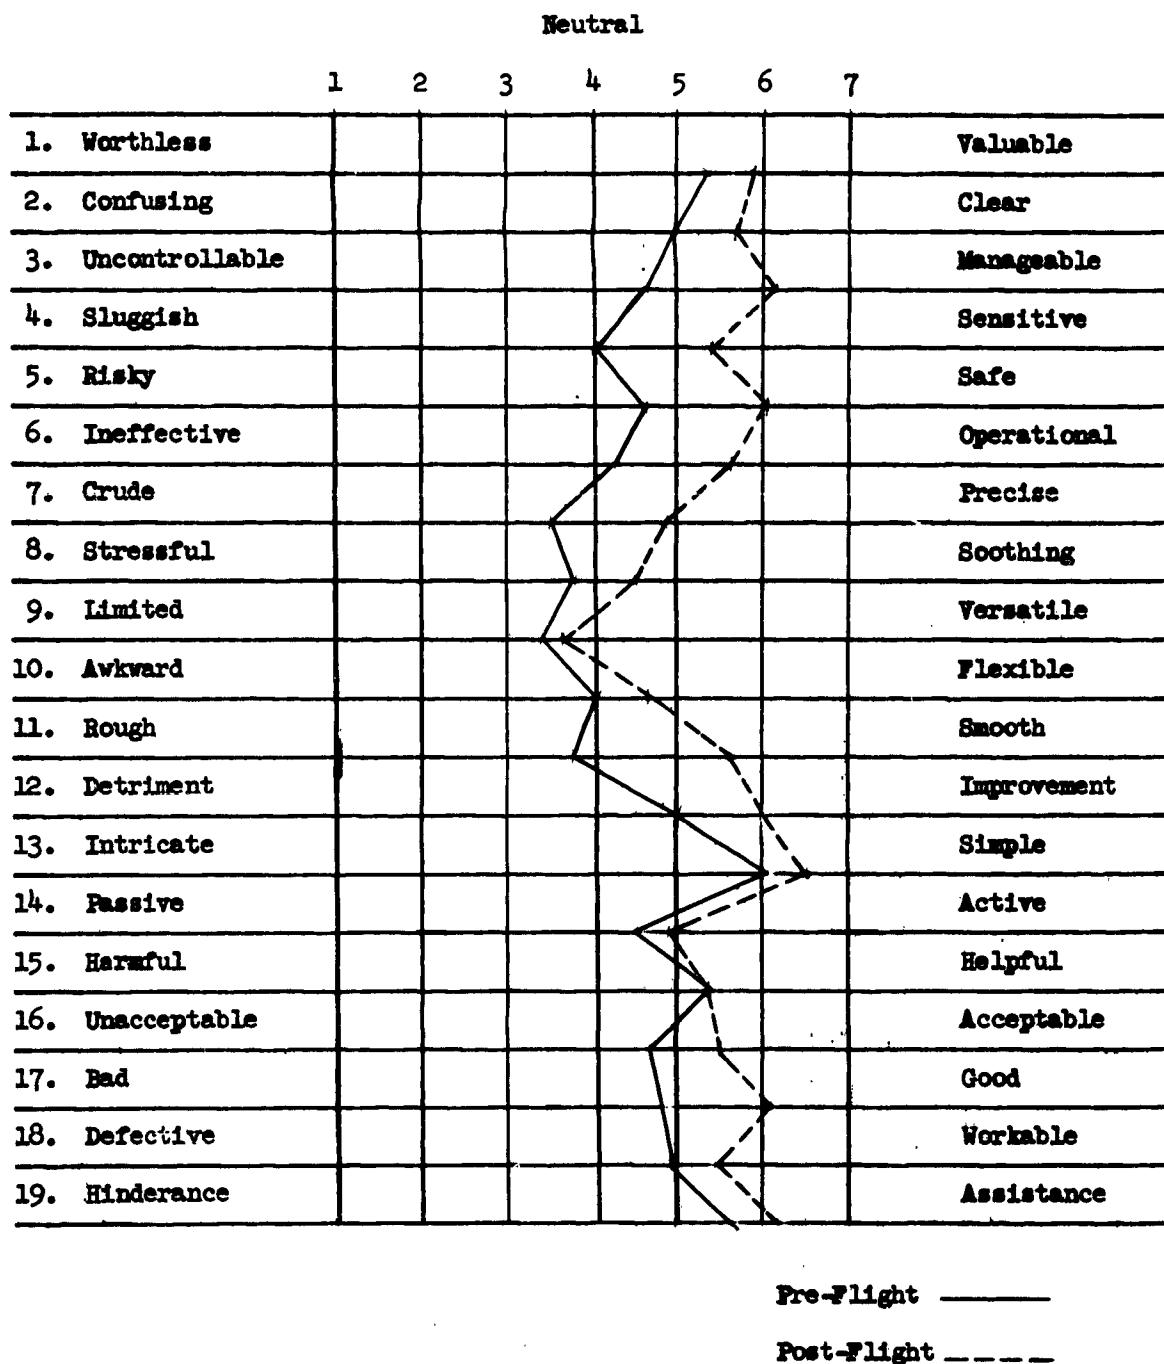 Neutral
1 2 3 4 5 6 7
1. Worthless Valuable
2. Confusing Clear
3. Uncontrollable Manageable
4. Sluggish Sensitive
5. Risky Safe
6. Ineffective Operational
7. Crude Precise
8. Stressful Soothing
9. Limited Versatile
10. Awkward Flexible
11. Rough Smooth
12. Detriment Improvement
13. Intricate Simple
14. Passive Active
15. Harmful Helpful
16. Unacceptable Acceptable
17. Bad Good
18. Defective Workable
19. Hinderance Assistance
Pre-Flight
Post-Flight